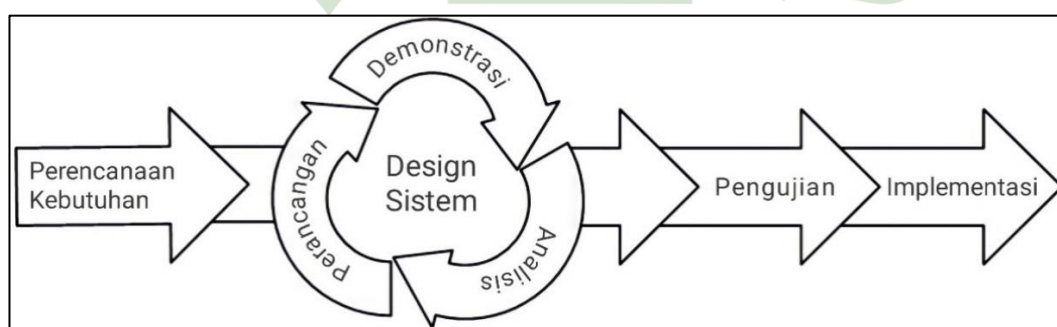 Perencanaan
Kebutuhan
Perancangan
Demonstrasi
Analisis
Design
Sistem
Pengujian
Implementasi